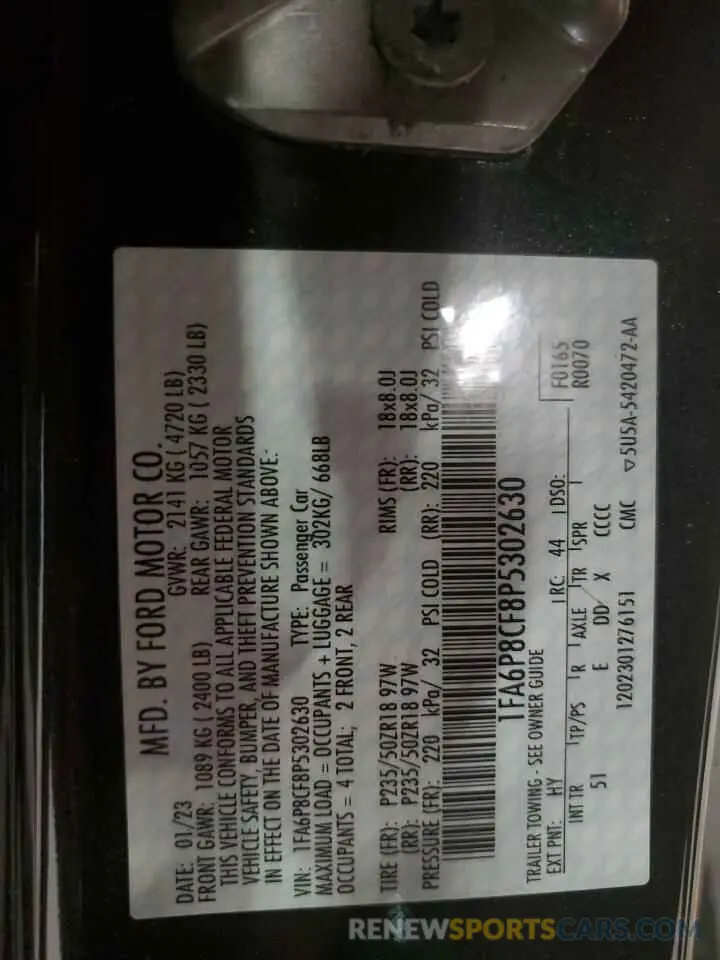 MFD. BY FORD MOTOR CO.
DATE: 01/23 GVWR: 2141 KG ( 4720 LB)
FRONT GAWR: 1089 KG ( 2400 LB) REAR GAWR: 1057 KG ( 2330 LB)
THIS VEHICLE CONFORMS TO ALL APPLICABLE FEDERAL MOTOR
VEHICLE SAFETY, BUMPER, AND THEFT PREVENTION STANDARDS
IN EFFECT ON THE DATE OF MANUFACTURE SHOWN ABOVE.
VIN: 1FA6P8CF8P5302630 TYPE: Passenger Car
MAXIMUM LOAD = OCCUPANTS + LUGGAGE = 302KG/ 668LB
OCCUPANTS = 4 TOTAL; 2 FRONT, 2 REAR
TIRE (FR): P235/50ZR18 97W RIMS (FR): 18x8.0J
(RR): P235/50ZR18 97W (RR): 18x8.0J
PRESSURE (FR): 220 kPa/ 32 PSI COLD (RR): 220 kPa/ 32 PSI COLD
1FA6P8CF8P5302630
TRAILER TOWING - SEE OWNER GUIDE F0165
EXT PNT: HY RC: 44 DSO: R0070
INT TR TP/PS R AXLE TR SPR
51 E DD X CCCC
1202301276151 CMC ▽5U5A-5420472-AA
RENEWSPORTSCARS.COM